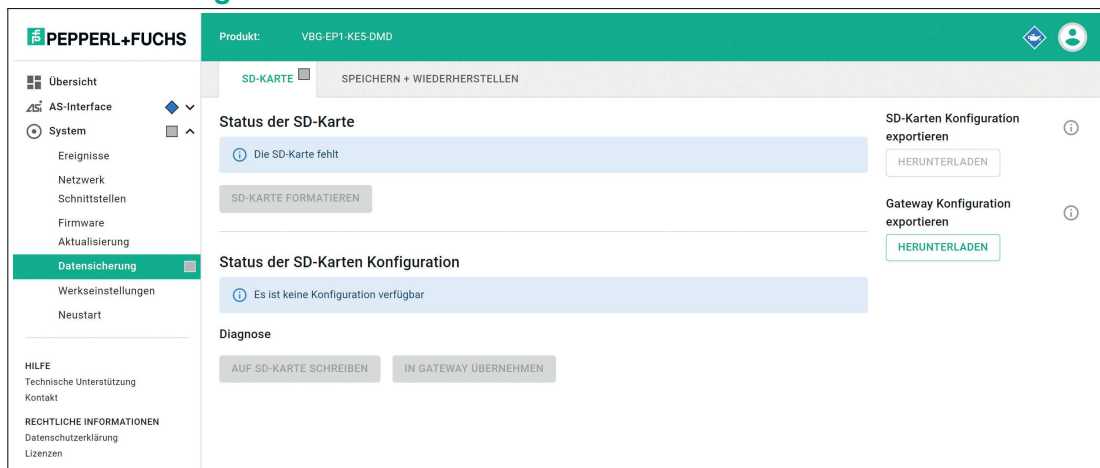 g
PEPPERL+FUCHS
Produkt: VBG-EP1-KE5-DMD
Übersicht
AS-Interface
System
Ereignisse
Netzwerk
Schnittstellen
Firmware
Aktualisierung
Datensicherung
Werkseinstellungen
Neustart
HILFE
Technische Unterstützung
Kontakt
RECHTLICHE INFORMATIONEN
Datenschutzerklärung
Lizenzen
SD-KARTE SPEICHERN + WIEDERHERSTELLEN
Status der SD-Karte
Die SD-Karte fehlt
SD-KARTE FORMATIEREN
Status der SD-Karten Konfiguration
Es ist keine Konfiguration verfügbar
Diagnose
AUF SD-KARTE SCHREIBEN IN GATEWAY ÜBERNEHMEN
SD-Karten Konfiguration
exportieren
HERUNTERLADEN
Gateway Konfiguration
exportieren
HERUNTERLADEN